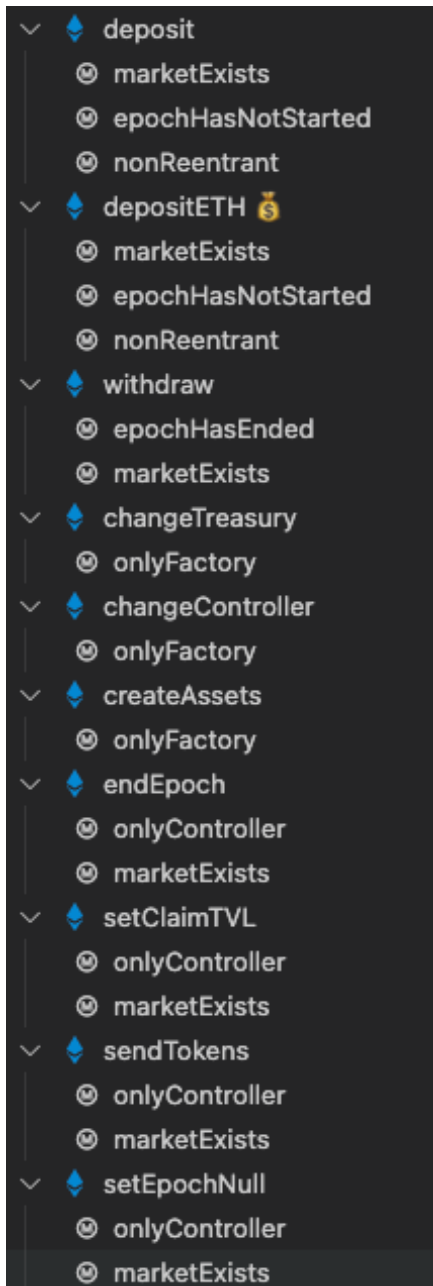 deposit
marketExists
epochHasNotStarted
nonReentrant
depositETH 💰
marketExists
epochHasNotStarted
nonReentrant
withdraw
epochHasEnded
marketExists
changeTreasury
onlyFactory
changeController
onlyFactory
createAssets
onlyFactory
endEpoch
onlyController
marketExists
setClaimTVL
onlyController
marketExists
sendTokens
onlyController
marketExists
setEpochNull
onlyController
marketExists